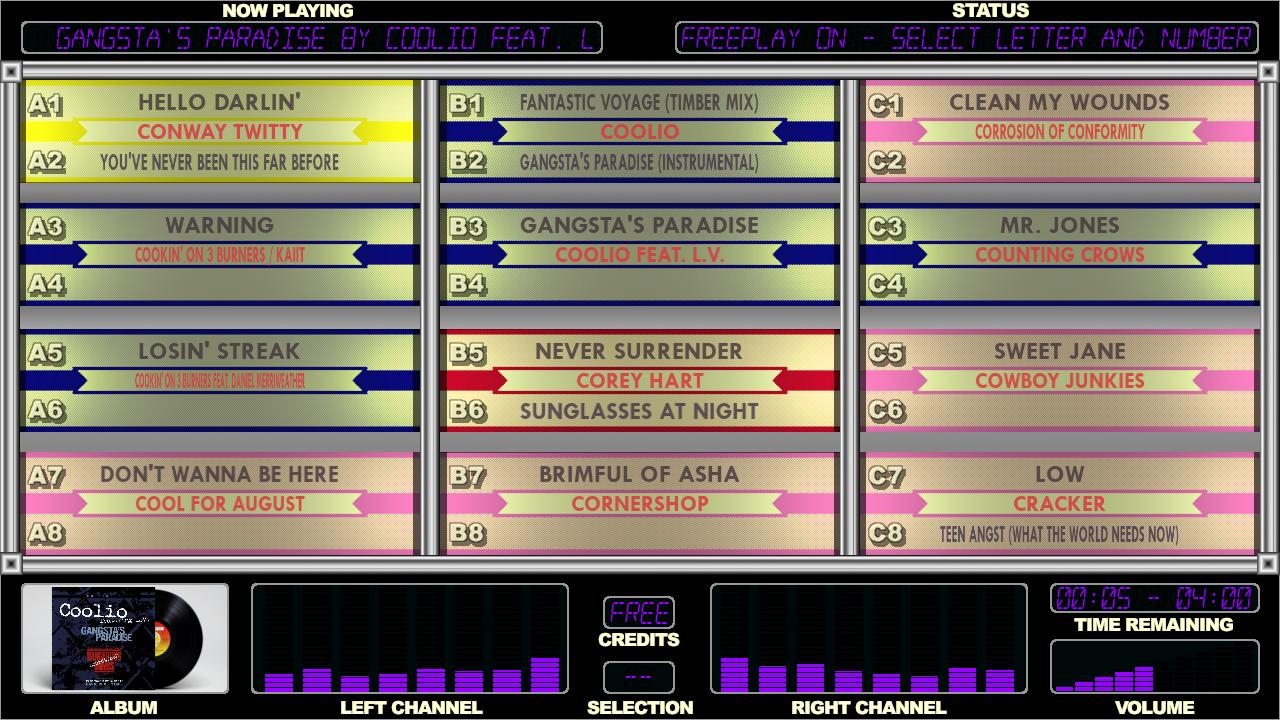 NOW PLAYING
STATUS
GANGSTA'S PARADISE BY COOLIO FEAT. L
FREEPLAY ON - SELECT LETTER AND NUMBER
A1 HELLO DARLIN'
CONWAY TWITTY
A2 YOU'VE NEVER BEEN THIS FAR BEFORE
B1 FANTASTIC VOYAGE (TIMBER MIX)
COOLIO
B2 GANGSTA'S PARADISE (INSTRUMENTAL)
C1 CLEAN MY WOUNDS
CORROSION OF CONFORMITY
C2
A3 WARNING
COOKIN' ON 3 BURNERS / KAIIT
A4
B3 GANGSTA'S PARADISE
COOLIO FEAT. L.V.
B4
C3 MR. JONES
COUNTING CROWS
C4
A5 LOSIN' STREAK
COOKIN' ON 3 BURNERS FEAT. DANIEL MERRIWEATHER
A6
B5 NEVER SURRENDER
COREY HART
B6 SUNGLASSES AT NIGHT
C5 SWEET JANE
COWBOY JUNKIES
C6
A7 DON'T WANNA BE HERE
COOL FOR AUGUST
A8
B7 BRIMFUL OF ASHA
CORNERSHOP
B8
C7 LOW
CRACKER
C8 TEEN ANGST (WHAT THE WORLD NEEDS NOW)
Coolio
GANGSTA'S
PARADISE
ALBUM
LEFT CHANNEL
FREE
CREDITS
--
SELECTION
RIGHT CHANNEL
00:05 - 04:00
TIME REMAINING
VOLUME